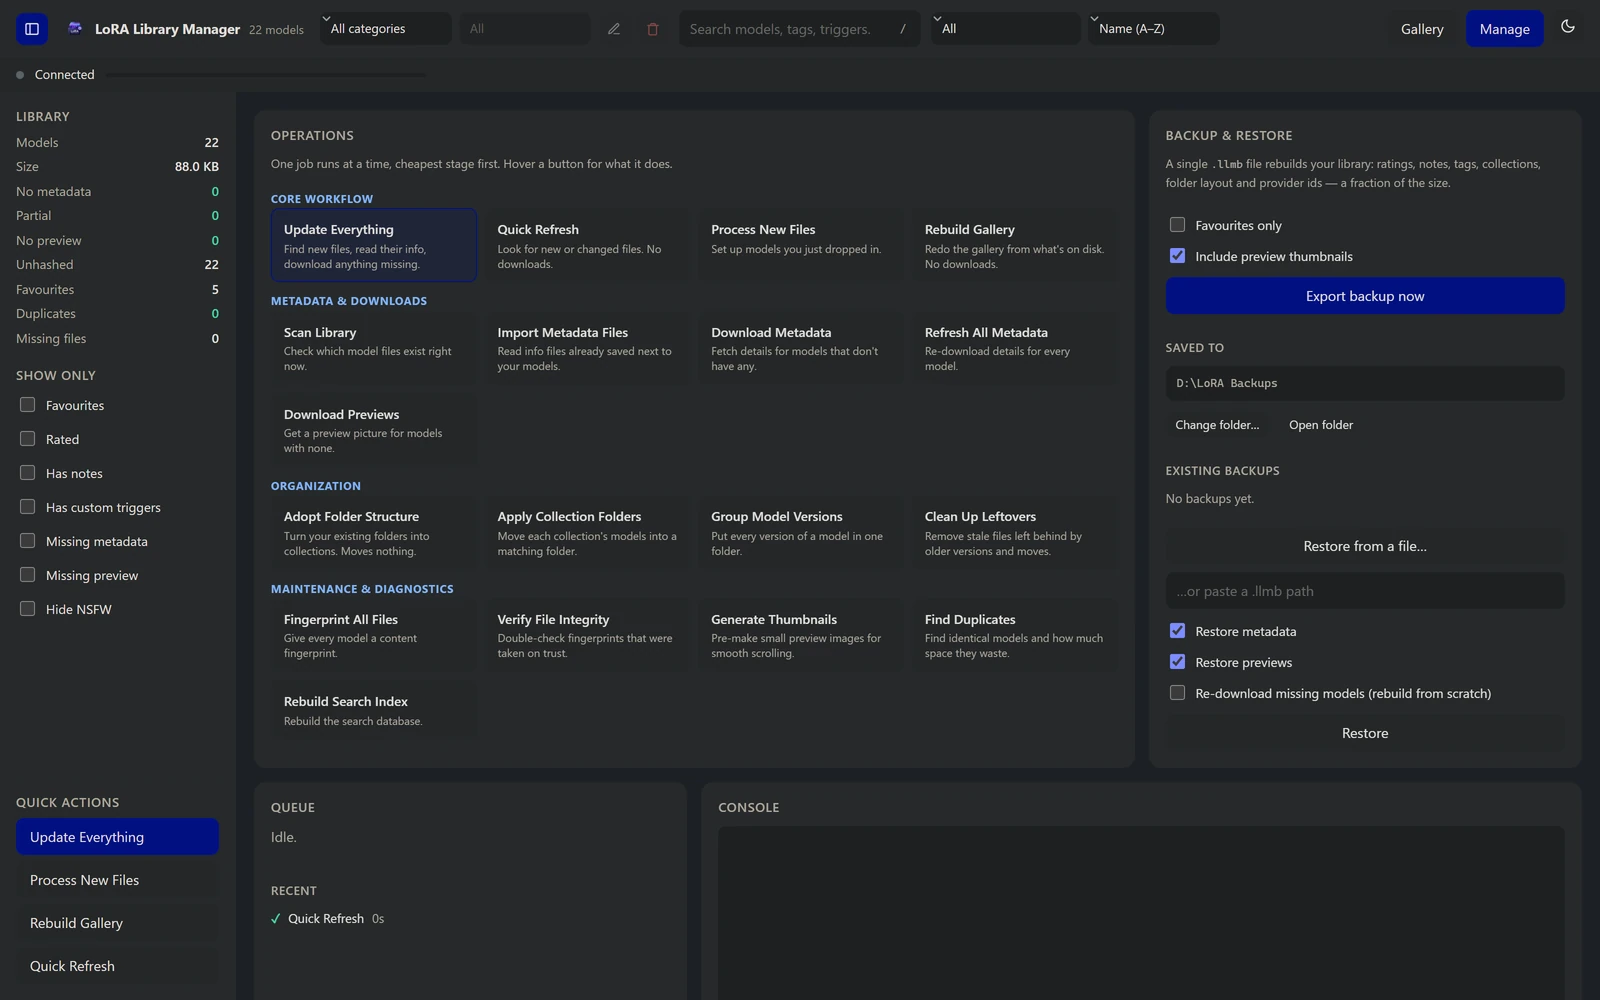 LoRA Library Manager 22 models All categories All Search models, tags, triggers. / All Name (A–Z) Gallery Manage
Connected
LIBRARY
Models 22
Size 88.0 KB
No metadata 0
Partial 0
No preview 0
Unhashed 22
Favourites 5
Duplicates 0
Missing files 0
SHOW ONLY
Favourites
Rated
Has notes
Has custom triggers
Missing metadata
Missing preview
Hide NSFW
QUICK ACTIONS
Update Everything
Process New Files
Rebuild Gallery
Quick Refresh
OPERATIONS
One job runs at a time, cheapest stage first. Hover a button for what it does.
CORE WORKFLOW
Update Everything
Find new files, read their info,
download anything missing.
Quick Refresh
Look for new or changed files. No
downloads.
Process New Files
Set up models you just dropped in.
Rebuild Gallery
Redo the gallery from what's on disk.
No downloads.
METADATA & DOWNLOADS
Scan Library
Check which model files exist right
now.
Import Metadata Files
Read info files already saved next to
your models.
Download Metadata
Fetch details for models that don't
have any.
Refresh All Metadata
Re-download details for every
model.
Download Previews
Get a preview picture for models
with none.
ORGANIZATION
Adopt Folder Structure
Turn your existing folders into
collections. Moves nothing.
Apply Collection Folders
Move each collection's models into a
matching folder.
Group Model Versions
Put every version of a model in one
folder.
Clean Up Leftovers
Remove stale files left behind by
older versions and moves.
MAINTENANCE & DIAGNOSTICS
Fingerprint All Files
Give every model a content
fingerprint.
Verify File Integrity
Double-check fingerprints that were
taken on trust.
Generate Thumbnails
Pre-make small preview images for
smooth scrolling.
Find Duplicates
Find identical models and how much
space they waste.
Rebuild Search Index
Rebuild the search database.
BACKUP & RESTORE
A single .llmb file rebuilds your library: ratings, notes, tags, collections,
folder layout and provider ids — a fraction of the size.
Favourites only
Include preview thumbnails
Export backup now
SAVED TO
D:\LoRA Backups
Change folder... Open folder
EXISTING BACKUPS
No backups yet.
Restore from a file...
...or paste a .llmb path
Restore metadata
Restore previews
Re-download missing models (rebuild from scratch)
Restore
QUEUE
Idle.
RECENT
✓ Quick Refresh 0s
CONSOLE